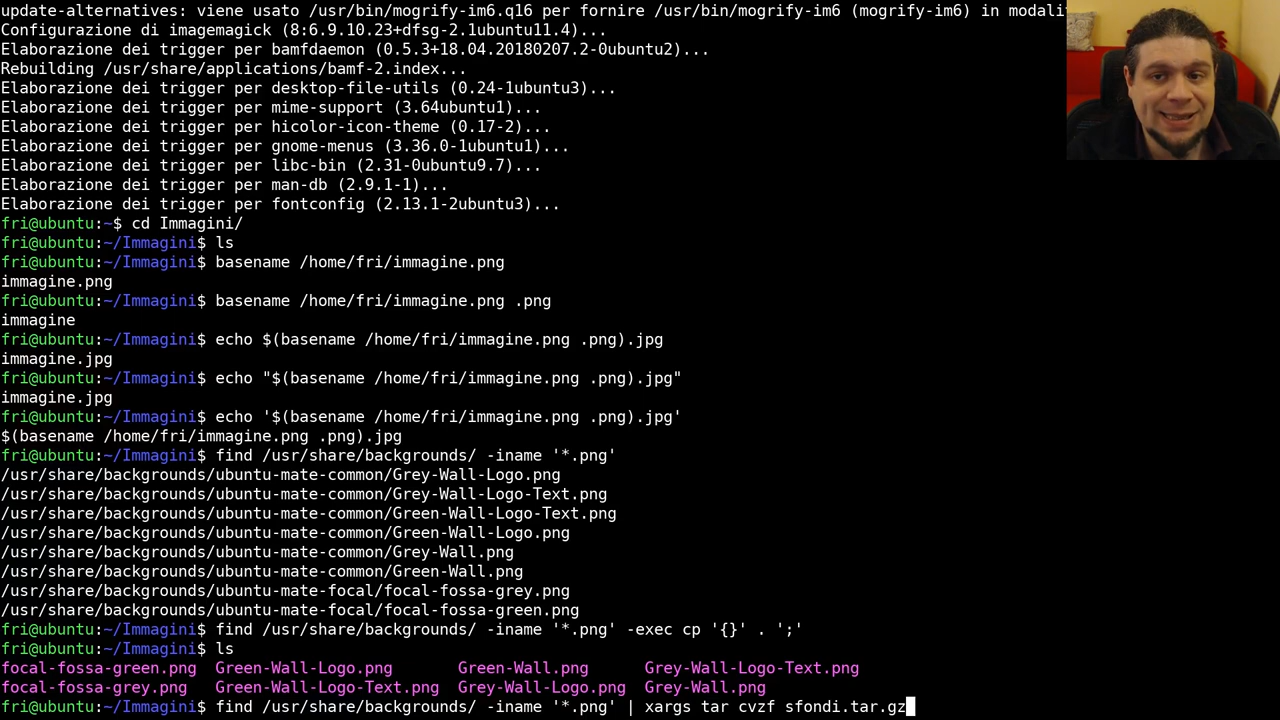 update-alternatives: viene usato /usr/bin/mogrify-im6.q16 per fornire /usr/bin/mogrify-im6 (mogrify-im6) in modali
Configurazione di imagemagick (8:6.9.10.23+dfsg-2.1ubuntu11.4)...
Elaborazione dei trigger per bamfdaemon (0.5.3+18.04.20180207.2-0ubuntu2)...
Rebuilding /usr/share/applications/bamf-2.index...
Elaborazione dei trigger per desktop-file-utils (0.24-1ubuntu3)...
Elaborazione dei trigger per mime-support (3.64ubuntu1)...
Elaborazione dei trigger per hicolor-icon-theme (0.17-2)...
Elaborazione dei trigger per gnome-menus (3.36.0-1ubuntu1)...
Elaborazione dei trigger per libc-bin (2.31-0ubuntu9.7)...
Elaborazione dei trigger per man-db (2.9.1-1)...
Elaborazione dei trigger per fontconfig (2.13.1-2ubuntu3)...
fri@ubuntu:~$ cd Immagini/
fri@ubuntu:~/Immagini$ ls
fri@ubuntu:~/Immagini$ basename /home/fri/immagine.png
immagine.png
fri@ubuntu:~/Immagini$ basename /home/fri/immagine.png .png
immagine
fri@ubuntu:~/Immagini$ echo $(basename /home/fri/immagine.png .png).jpg
immagine.jpg
fri@ubuntu:~/Immagini$ echo "$(basename /home/fri/immagine.png .png).jpg"
immagine.jpg
fri@ubuntu:~/Immagini$ echo '$(basename /home/fri/immagine.png .png).jpg'
$(basename /home/fri/immagine.png .png).jpg
fri@ubuntu:~/Immagini$ find /usr/share/backgrounds/ -iname '*.png'
/usr/share/backgrounds/ubuntu-mate-common/Grey-Wall-Logo.png
/usr/share/backgrounds/ubuntu-mate-common/Grey-Wall-Logo-Text.png
/usr/share/backgrounds/ubuntu-mate-common/Green-Wall-Logo-Text.png
/usr/share/backgrounds/ubuntu-mate-common/Green-Wall-Logo.png
/usr/share/backgrounds/ubuntu-mate-common/Grey-Wall.png
/usr/share/backgrounds/ubuntu-mate-common/Green-Wall.png
/usr/share/backgrounds/ubuntu-mate-focal/focal-fossa-grey.png
/usr/share/backgrounds/ubuntu-mate-focal/focal-fossa-green.png
fri@ubuntu:~/Immagini$ find /usr/share/backgrounds/ -iname '*.png' -exec cp '{}' . ';'
fri@ubuntu:~/Immagini$ ls
focal-fossa-green.png  Green-Wall-Logo.png       Green-Wall.png      Grey-Wall-Logo-Text.png
focal-fossa-grey.png   Green-Wall-Logo-Text.png  Grey-Wall-Logo.png  Grey-Wall.png
fri@ubuntu:~/Immagini$ find /usr/share/backgrounds/ -iname '*.png' | xargs tar cvzf sfondi.tar.gz